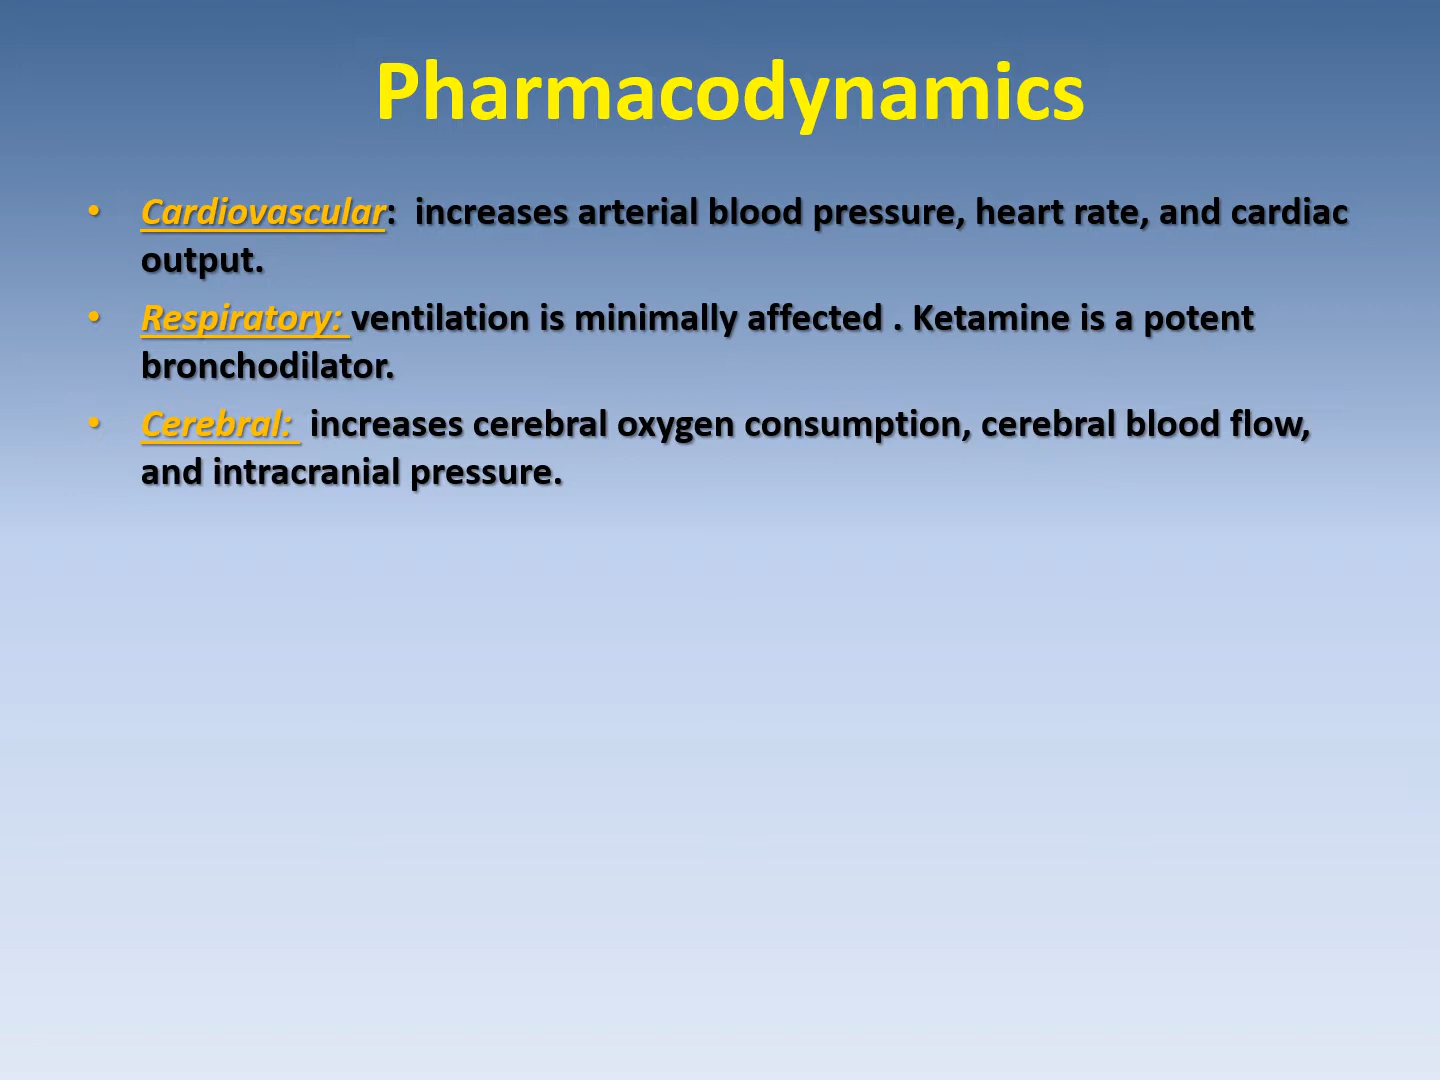 Pharmacodynamics
• Cardiovascular:  increases arterial blood pressure, heart rate, and cardiac
output.
• Respiratory: ventilation is minimally affected . Ketamine is a potent
bronchodilator.
• Cerebral:  increases cerebral oxygen consumption, cerebral blood flow,
and intracranial pressure.